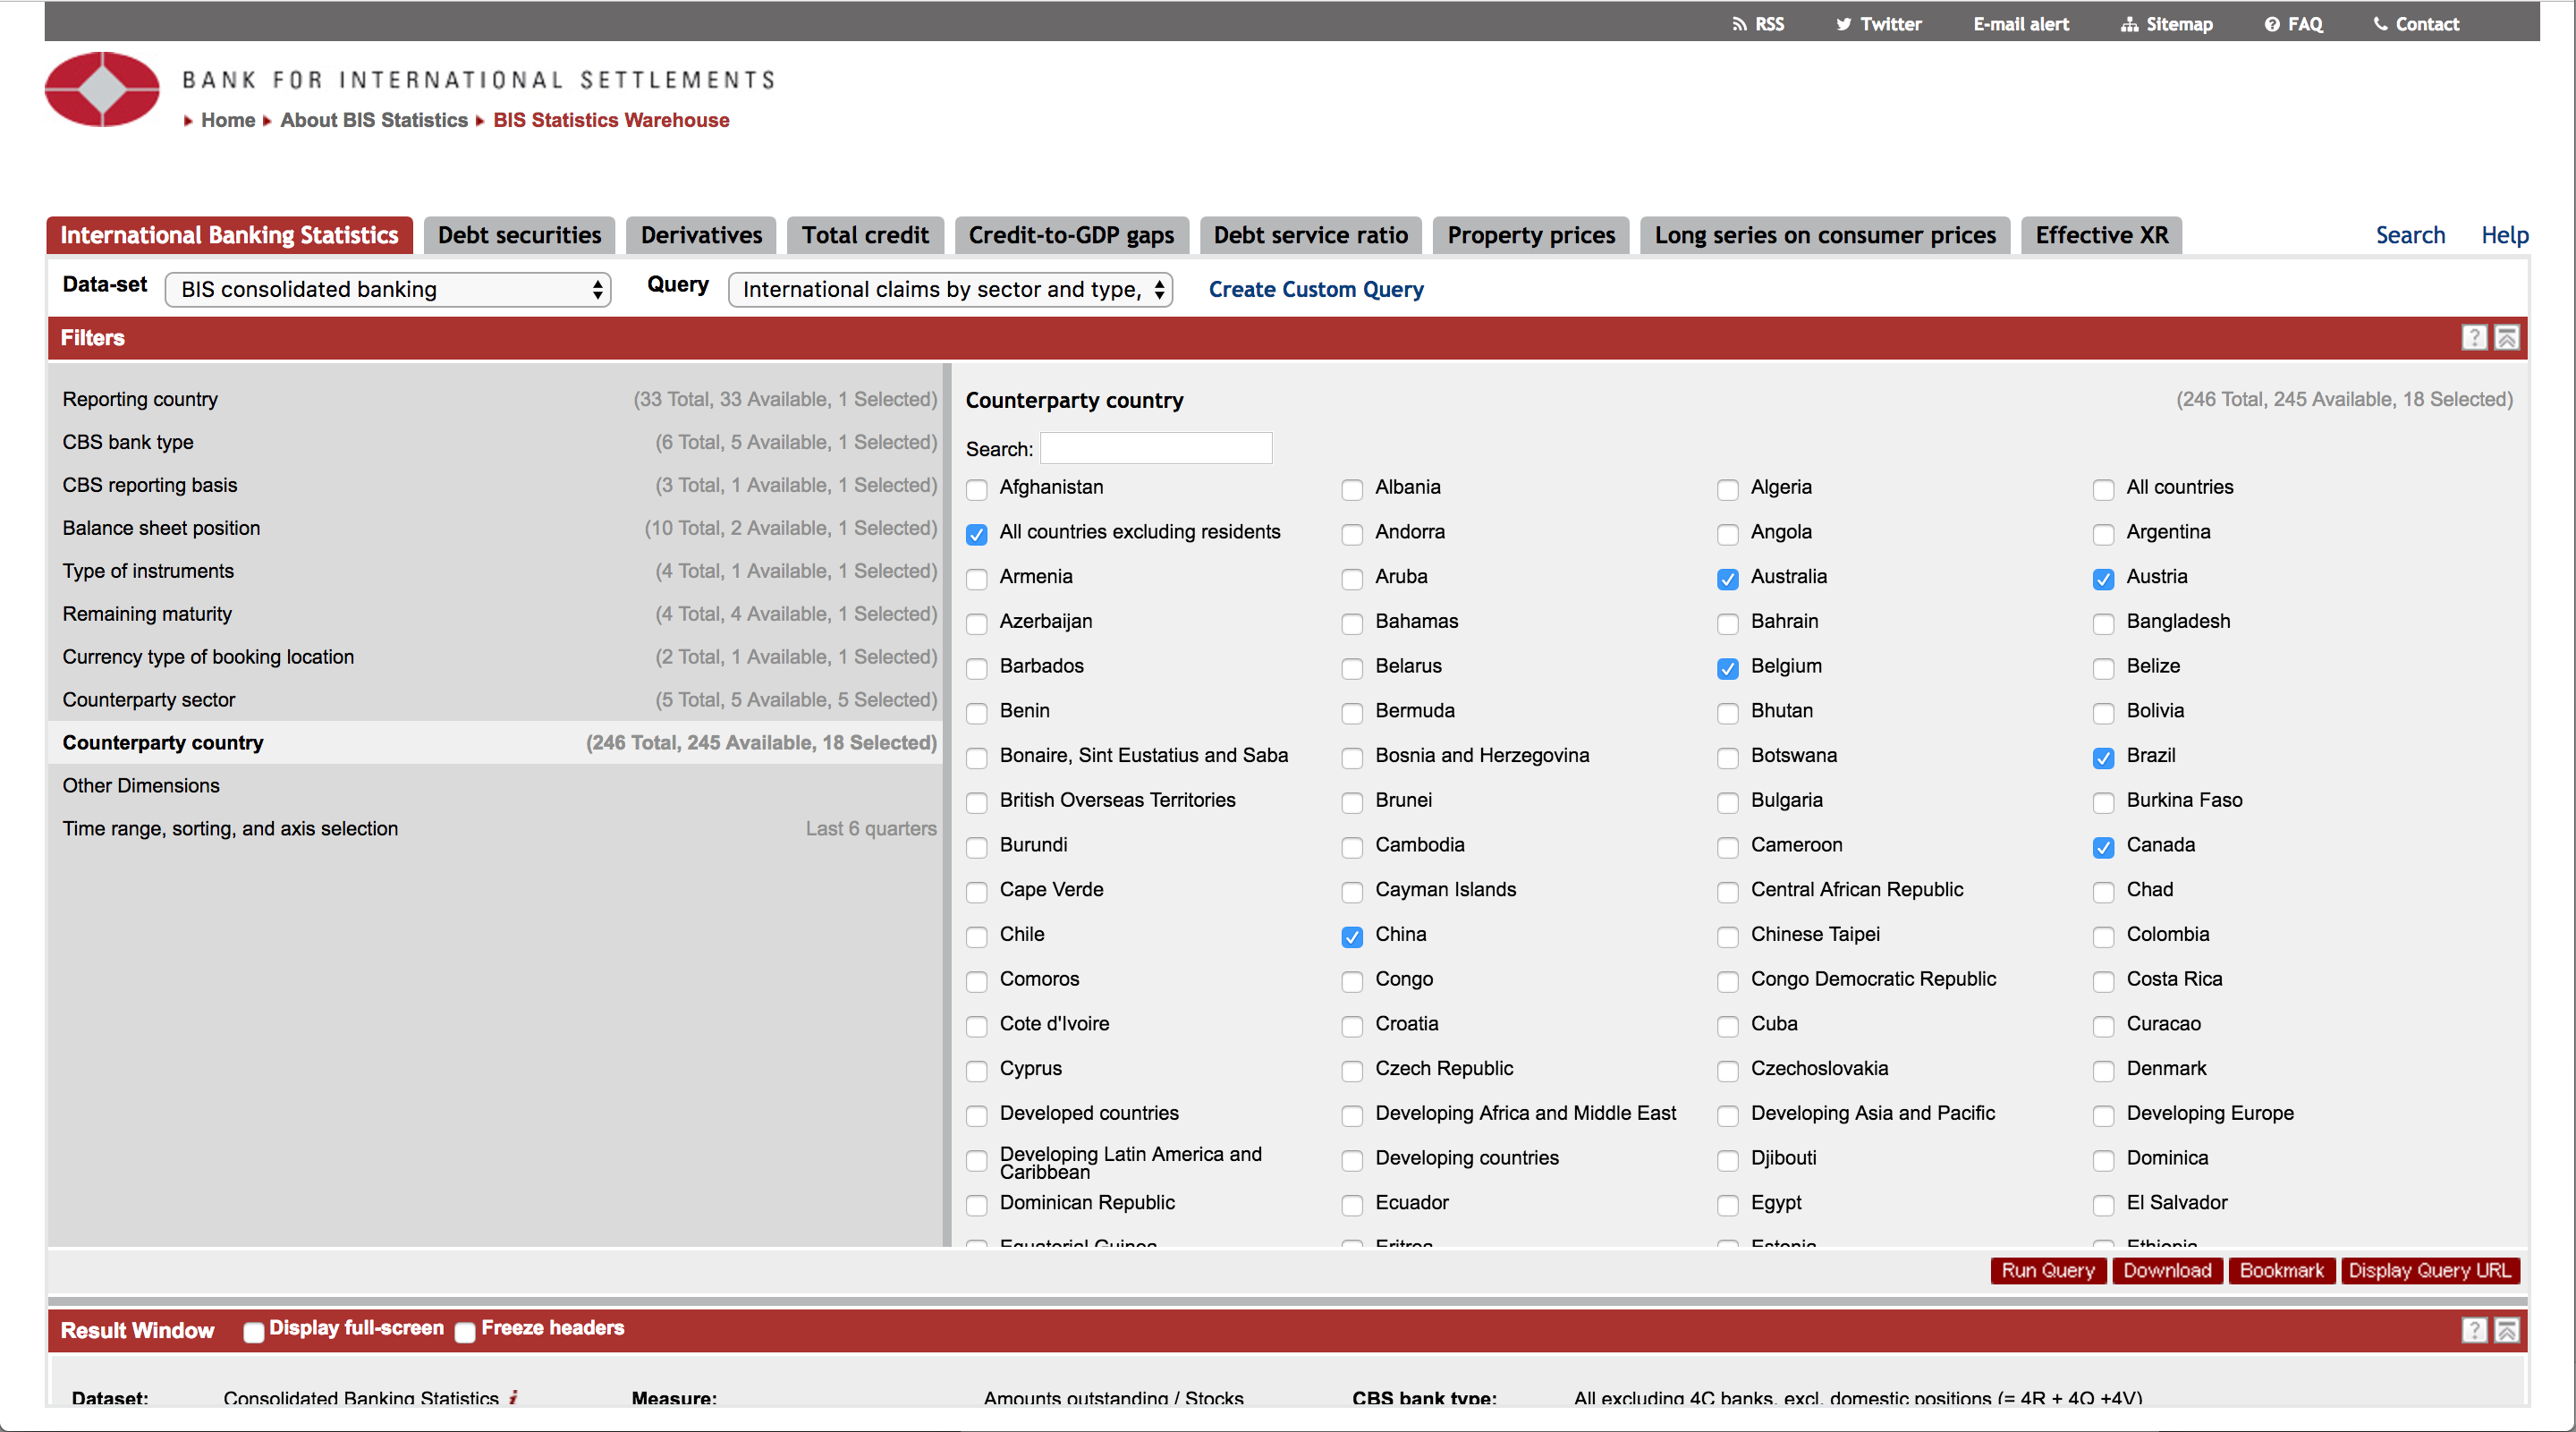 RSS Twitter E-mail alert Sitemap FAQ Contact
BANK FOR INTERNATIONAL SETTLEMENTS
Home About BIS Statistics BIS Statistics Warehouse
International Banking Statistics Debt securities Derivatives Total credit Credit-to-GDP gaps Debt service ratio Property prices Long series on consumer prices Effective XR Search Help
Data-set BIS consolidated banking Query International claims by sector and type, Create Custom Query
Filters
Reporting country (33 Total, 33 Available, 1 Selected)
CBS bank type (6 Total, 5 Available, 1 Selected)
CBS reporting basis (3 Total, 1 Available, 1 Selected)
Balance sheet position (10 Total, 2 Available, 1 Selected)
Type of instruments (4 Total, 1 Available, 1 Selected)
Remaining maturity (4 Total, 4 Available, 1 Selected)
Currency type of booking location (2 Total, 1 Available, 1 Selected)
Counterparty sector (5 Total, 5 Available, 5 Selected)
Counterparty country (246 Total, 245 Available, 18 Selected)
Other Dimensions
Time range, sorting, and axis selection Last 6 quarters
Counterparty country (246 Total, 245 Available, 18 Selected)
Search:
Afghanistan Albania Algeria All countries
All countries excluding residents Andorra Angola Argentina
Armenia Aruba Australia Austria
Azerbaijan Bahamas Bahrain Bangladesh
Barbados Belarus Belgium Belize
Benin Bermuda Bhutan Bolivia
Bonaire, Sint Eustatius and Saba Bosnia and Herzegovina Botswana Brazil
British Overseas Territories Brunei Bulgaria Burkina Faso
Burundi Cambodia Cameroon Canada
Cape Verde Cayman Islands Central African Republic Chad
Chile China Chinese Taipei Colombia
Comoros Congo Congo Democratic Republic Costa Rica
Cote d'Ivoire Croatia Cuba Curacao
Cyprus Czech Republic Czechoslovakia Denmark
Developed countries Developing Africa and Middle East Developing Asia and Pacific Developing Europe
Developing Latin America and
Caribbean Developing countries Djibouti Dominica
Dominican Republic Ecuador Egypt El Salvador
Equatorial Guinea Eritrea Estonia Ethiopia
Run Query Download Bookmark Display Query URL
Result Window Display full-screen Freeze headers
Dataset: Consolidated Banking Statistics i Measure: Amounts outstanding / Stocks CBS bank type: All excluding 4C banks, excl. domestic positions (= 4R + 4Q +4V)